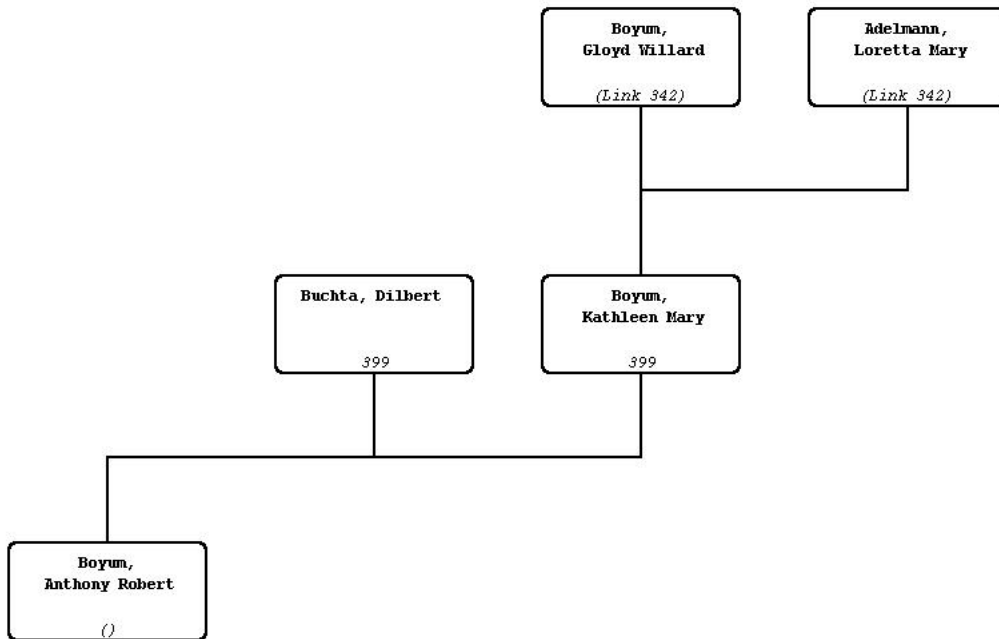 Boyum,
Gloyd Willard
(Link 342)
Adelmann,
Loretta Mary
(Link 342)
Buchta, Dilbert
399
Boyum,
Kathleen Mary
399
Boyum,
Anthony Robert
()